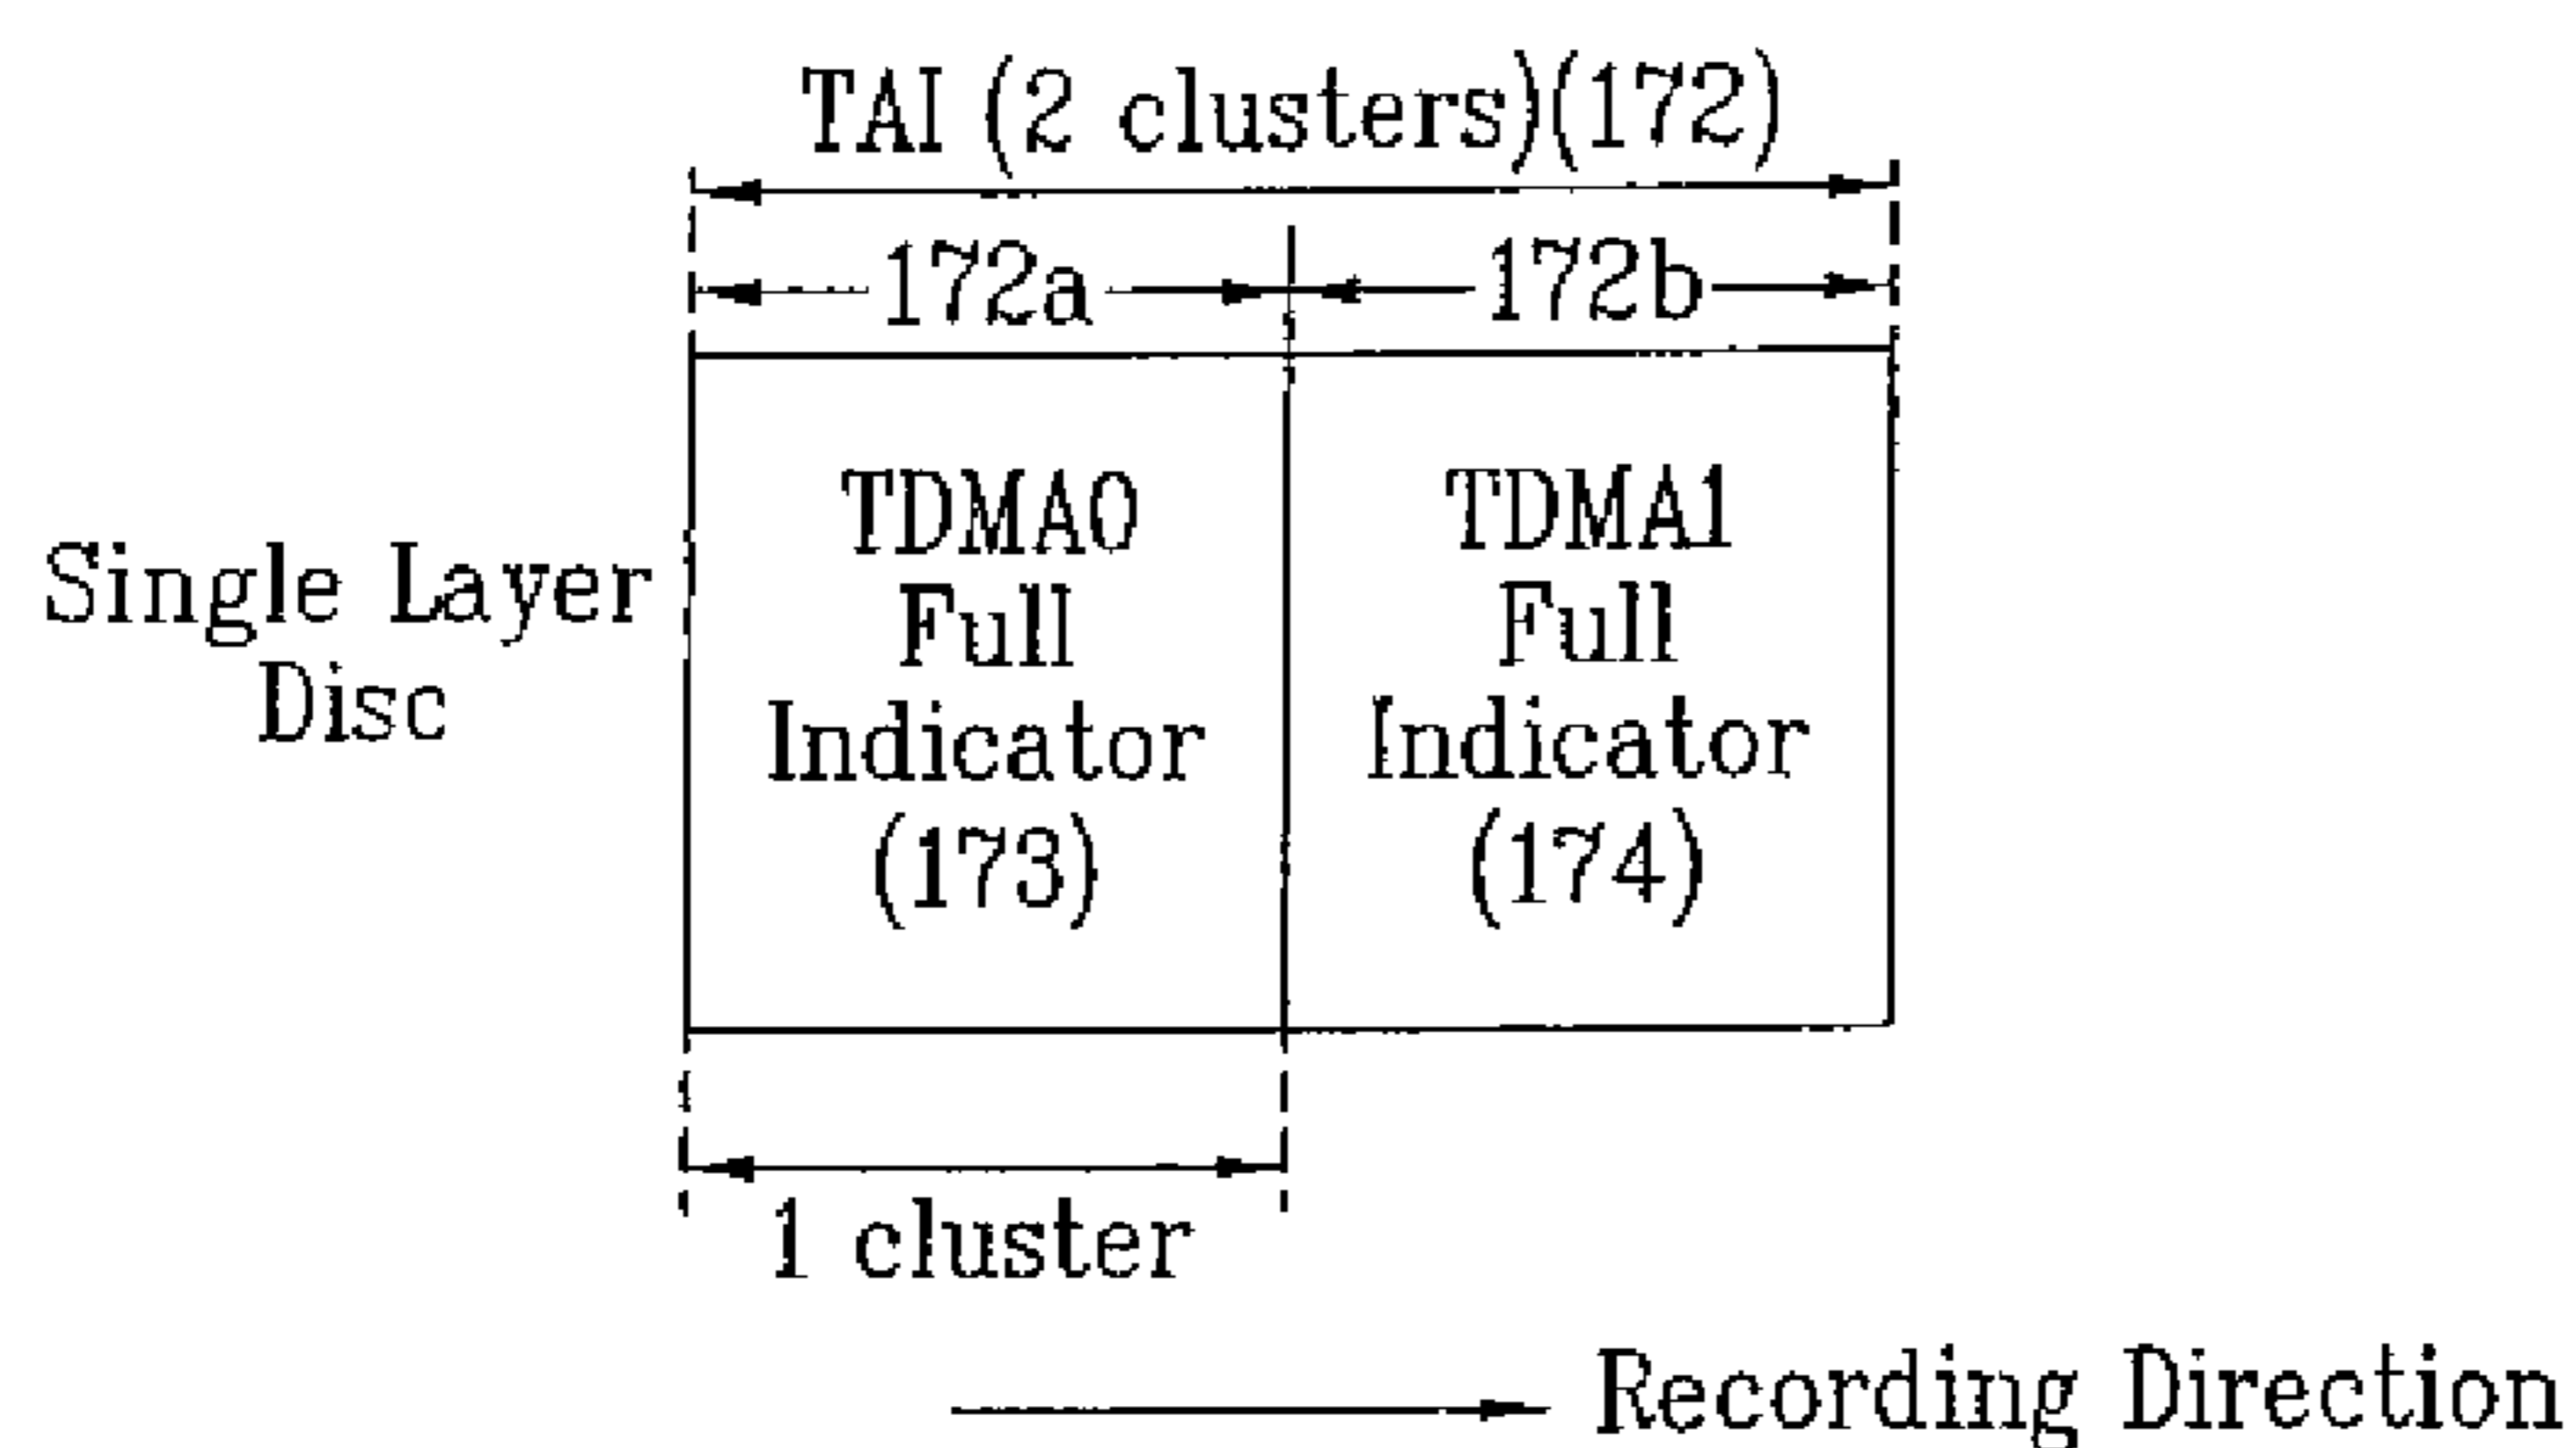 TAI (2 clusters)(172)
172a
172b
Single Layer
Disc
TDMA0
Full
Indicator
(173)
TDMA1
Full
Indicator
(174)
1 cluster
Recording Direction